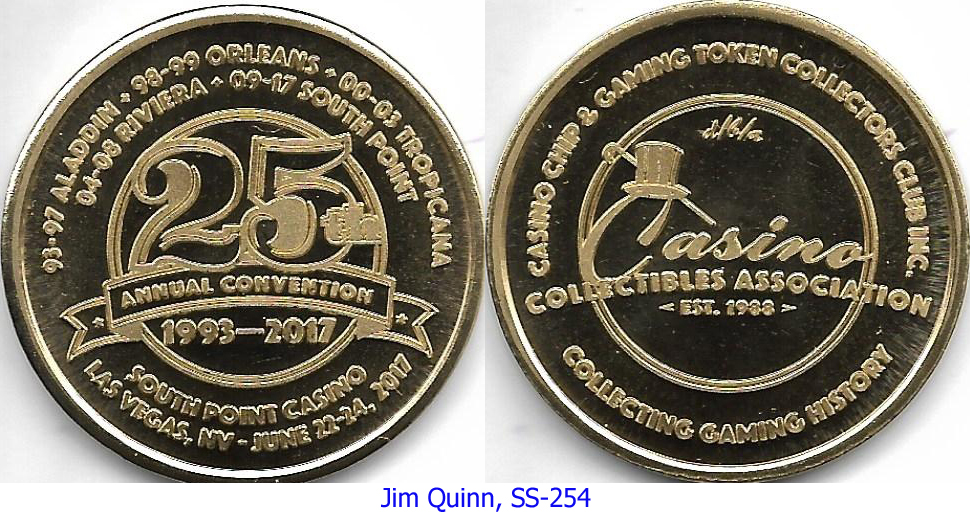 93-97 ALADDIN • 98-99 ORLEANS • 00-03 TROPICANA
04-08 RIVIERA • 09-17 SOUTH POINT
25th
ANNUAL CONVENTION
1993—2017
SOUTH POINT CASINO
LAS VEGAS, NV - JUNE 22-24, 2017
CASINO CHIP & GAMING TOKEN COLLECTORS CLUB INC.
d/b/a
Casino
COLLECTIBLES ASSOCIATION
< EST. 1988 >
COLLECTING GAMING HISTORY
Jim Quinn, SS-254